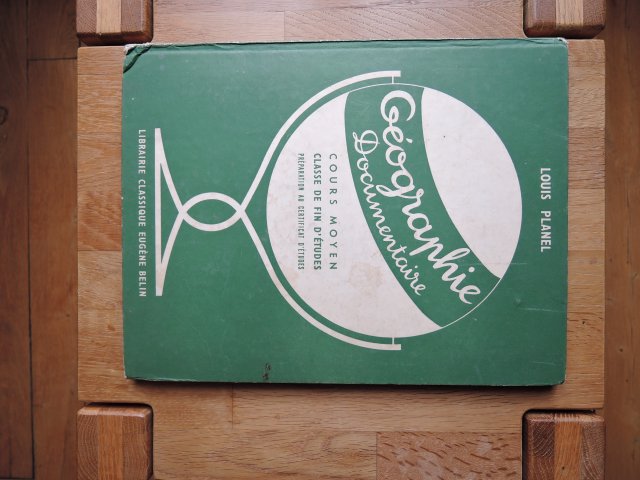 LOUIS PLANEL
Géographie
Documentaire
COURS MOYEN
CLASSE DE FIN D'ÉTUDES
PRÉPARATION AU CERTIFICAT D'ÉTUDES
LIBRAIRIE CLASSIQUE EUGÈNE BELIN